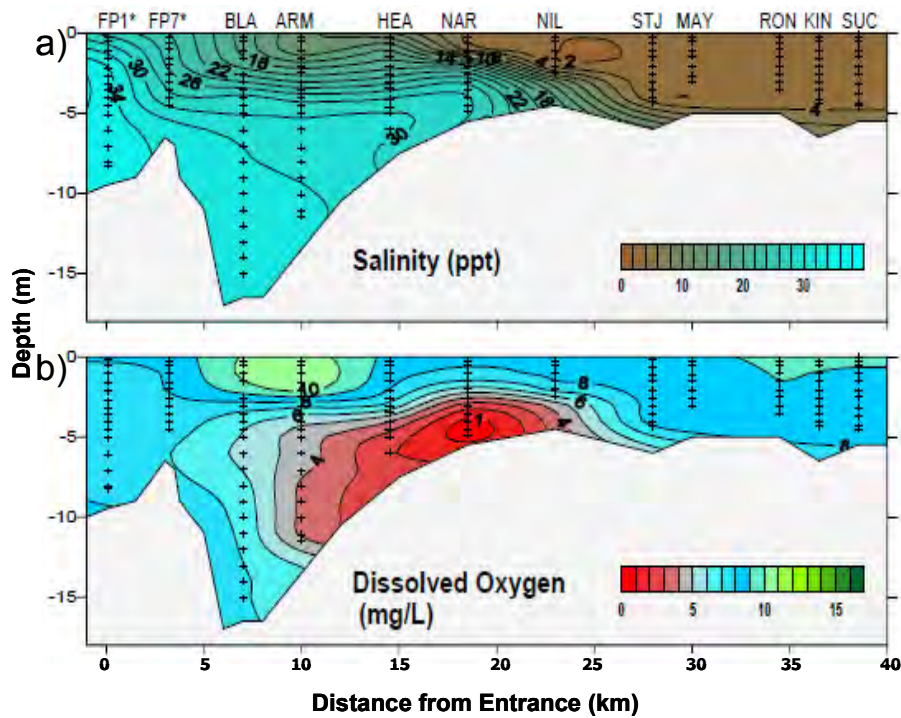 FP1* FP7* BLA ARM HEA NAR NIL STJ MAY RON KIN SUC
a)
0
-5
-10
-15
30 22 18 14 10 4 2
34 26 22 18 4
30
Salinity (ppt)
0 10 20 30
Depth (m)
b)
0
-5
-10
-15
10 8
8 6 6
4 1 4 8
Dissolved Oxygen
(mg/L)
0 5 10 15
0 5 10 15 20 25 30 35 40
Distance from Entrance (km)